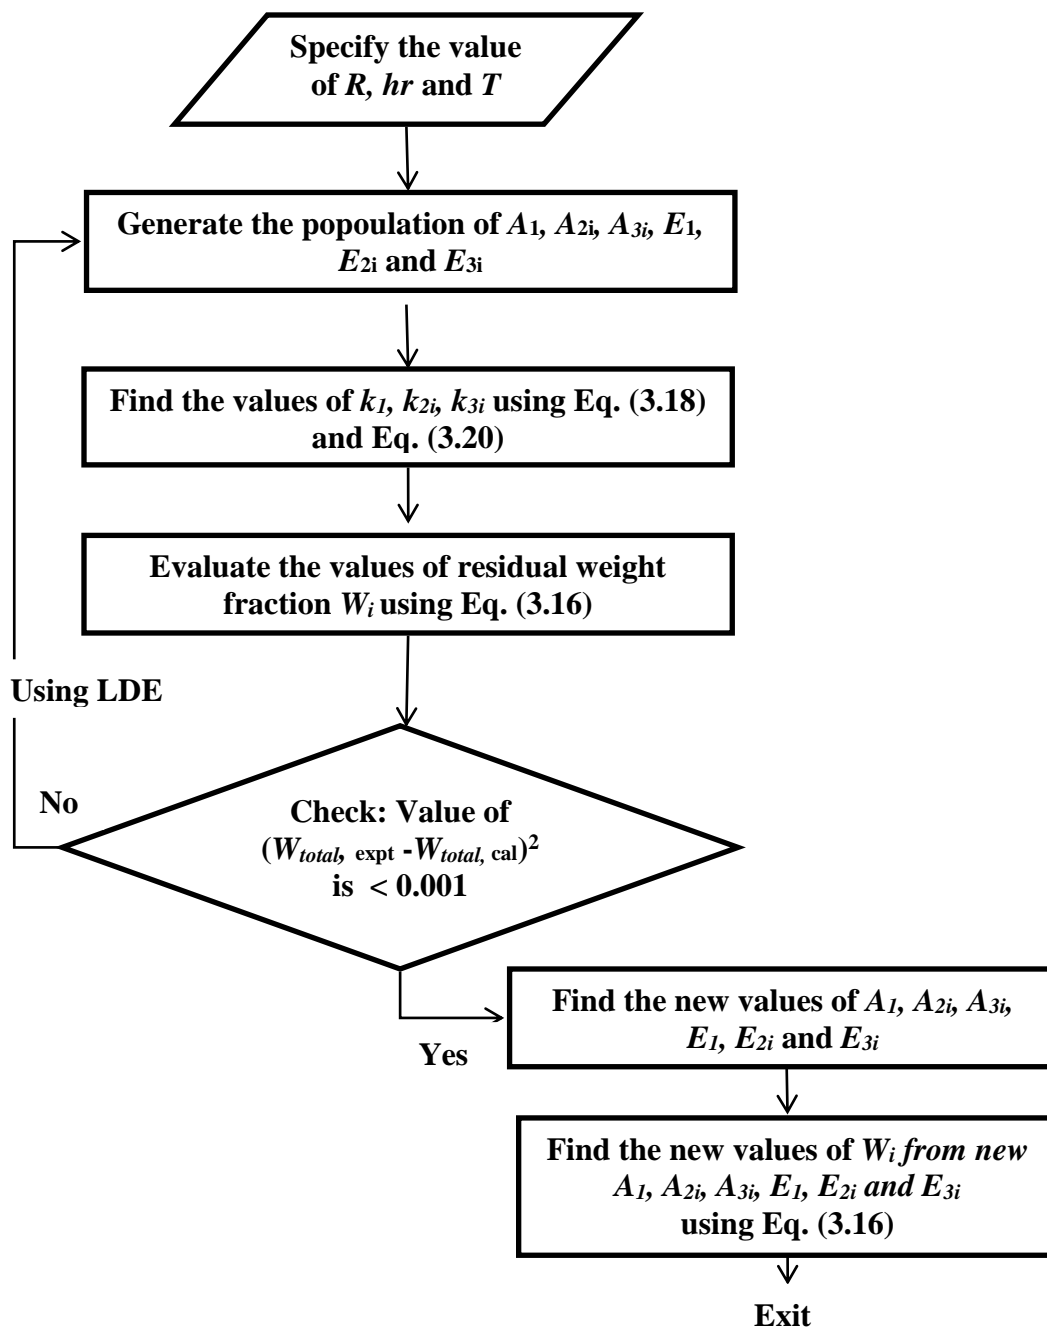 Specify the value
of R, hr and T
Generate the popoulation of A1, A2i, A3i, E1,
E2i and E3i
Find the values of k1, k2i, k3i using Eq. (3.18)
and Eq. (3.20)
Evaluate the values of residual weight
fraction Wi using Eq. (3.16)
Using LDE
No
Check: Value of
(Wtotal, expt -Wtotal, cal)2
is < 0.001
Yes
Find the new values of A1, A2i, A3i,
E1, E2i and E3i
Find the new values of Wi from new
A1, A2i, A3i, E1, E2i and E3i
using Eq. (3.16)
Exit